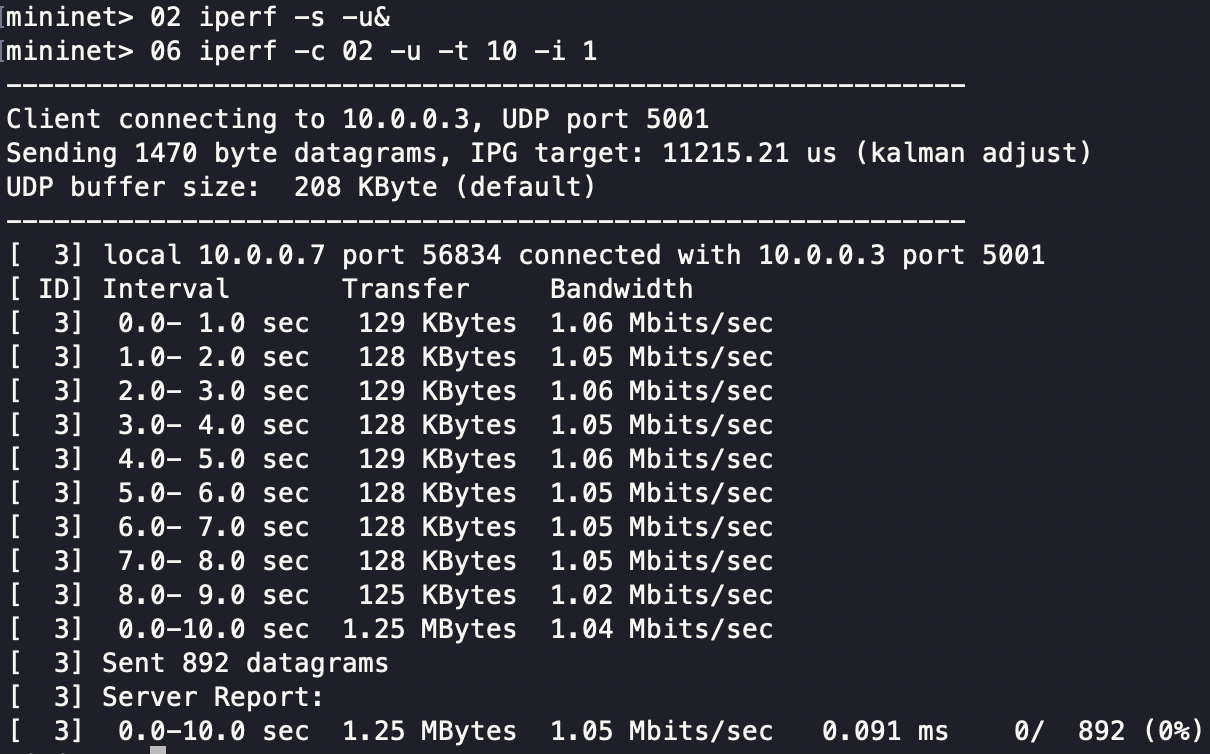 [mininet> 02 iperf -s -u&
[mininet> 06 iperf -c 02 -u -t 10 -i 1
------------------------------------------------------------
Client connecting to 10.0.0.3, UDP port 5001
Sending 1470 byte datagrams, IPG target: 11215.21 us (kalman adjust)
UDP buffer size:  208 KByte (default)
------------------------------------------------------------
[  3] local 10.0.0.7 port 56834 connected with 10.0.0.3 port 5001
[ ID] Interval       Transfer     Bandwidth
[  3]  0.0- 1.0 sec   129 KBytes  1.06 Mbits/sec
[  3]  1.0- 2.0 sec   128 KBytes  1.05 Mbits/sec
[  3]  2.0- 3.0 sec   129 KBytes  1.06 Mbits/sec
[  3]  3.0- 4.0 sec   128 KBytes  1.05 Mbits/sec
[  3]  4.0- 5.0 sec   129 KBytes  1.06 Mbits/sec
[  3]  5.0- 6.0 sec   128 KBytes  1.05 Mbits/sec
[  3]  6.0- 7.0 sec   128 KBytes  1.05 Mbits/sec
[  3]  7.0- 8.0 sec   128 KBytes  1.05 Mbits/sec
[  3]  8.0- 9.0 sec   125 KBytes  1.02 Mbits/sec
[  3]  0.0-10.0 sec  1.25 MBytes  1.04 Mbits/sec
[  3] Sent 892 datagrams
[  3] Server Report:
[  3]  0.0-10.0 sec  1.25 MBytes  1.05 Mbits/sec   0.091 ms    0/  892 (0%)